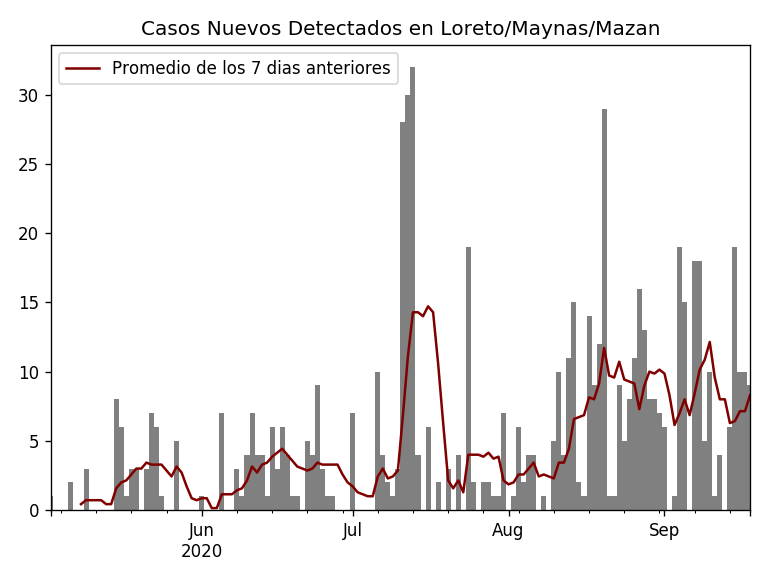 Casos Nuevos Detectados en Loreto/Maynas/Mazan
Promedio de los 7 dias anteriores
30
25
20
15
10
5
0
Jun Jul Aug Sep
2020